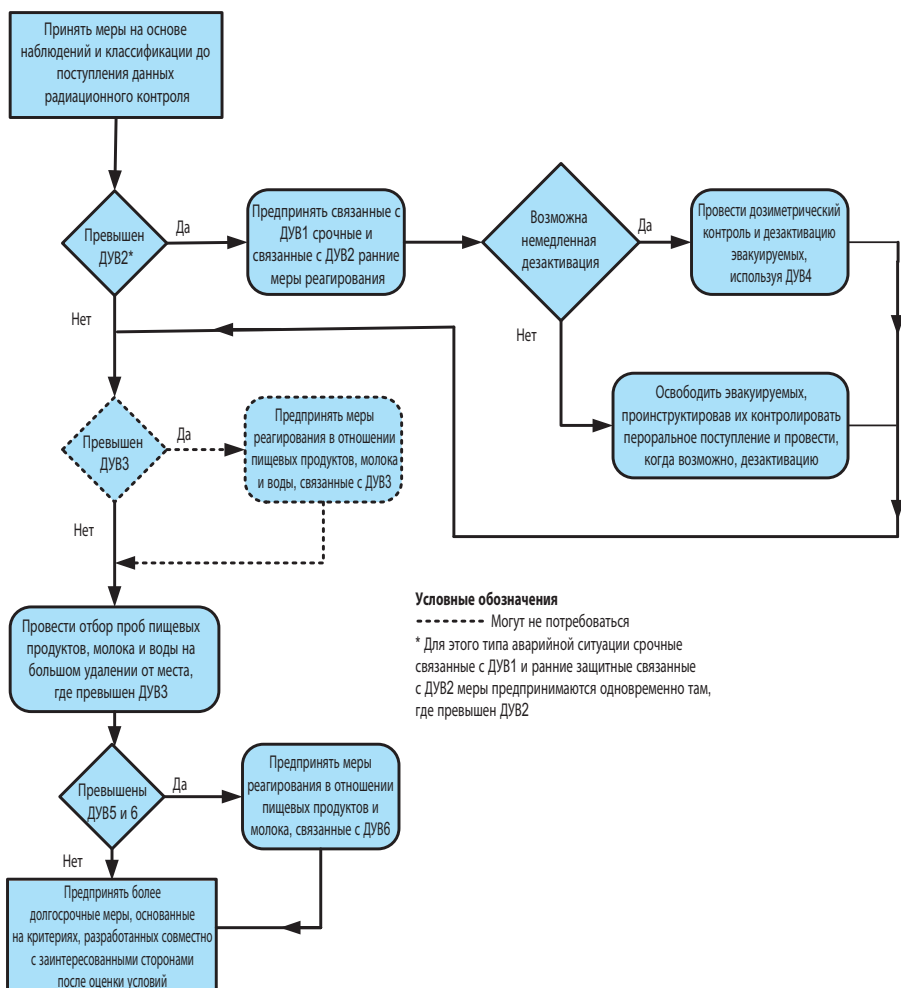 Принять меры на основе
наблюдений и классификации до
поступления данных
радиационного контроля
Превышен
ДУВ2*
Да
Предпринять связанные с
ДУВ1 срочные и
связанные с ДУВ2 ранние
меры реагирования
Возможна
немедленная
дезактивация
Да
Провести дозиметрический
контроль и дезактивацию
эвакуируемых,
используя ДУВ4
Нет
Нет
Освободить эвакуируемых,
проинструктировав их контролировать
пероральное поступление и провести,
когда возможно, дезактивацию
Превышен
ДУВ3
Да
Предпринять меры
реагирования в отношении
пищевых продуктов, молока
и воды, связанные с ДУВ3
Нет
Условные обозначения
Могут не потребоваться
* Для этого типа аварийной ситуации срочные
связанные с ДУВ1 и ранние защитные связанные
с ДУВ2 меры предпринимаются одновременно там,
где превышен ДУВ2
Провести отбор проб пищевых
продуктов, молока и воды на
большом удалении от места,
где превышен ДУВ3
Превышены
ДУВ5 и 6
Да
Предпринять меры
реагирования в отношении
пищевых продуктов и
молока, связанные с ДУВ6
Нет
Предпринять более
долгосрочные меры, основанные
на критериях, разработанных совместно
с заинтересованными сторонами
после оценки условий